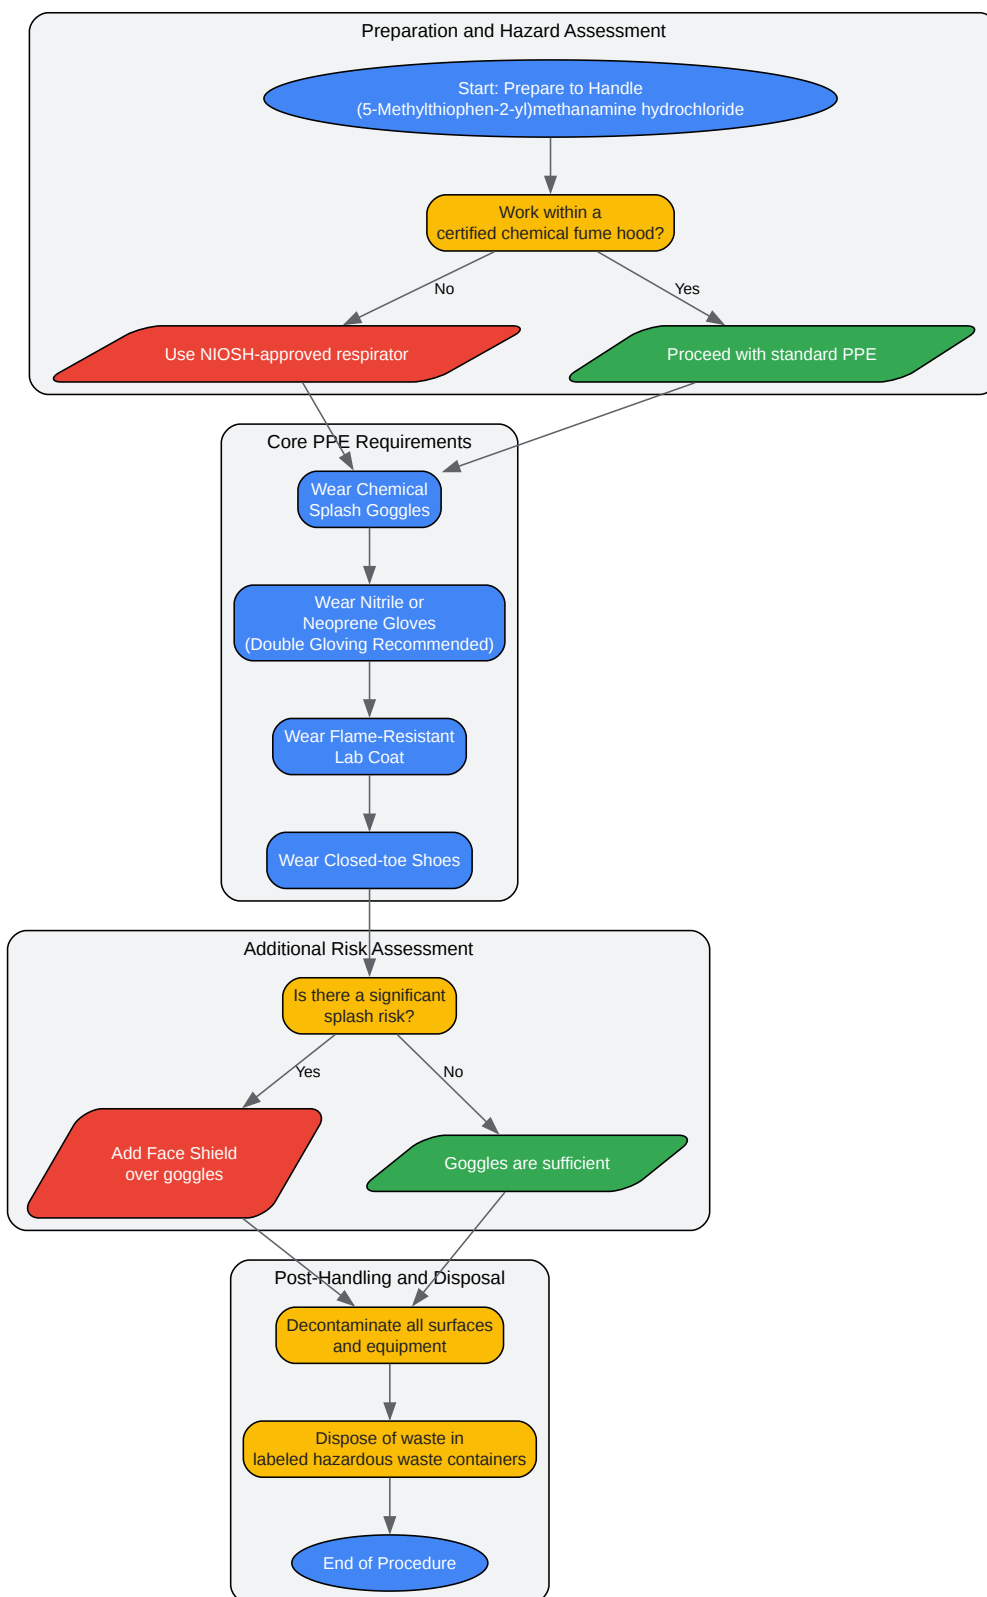 Preparation and Hazard Assessment
Start: Prepare to Handle
(5-Methylthiophen-2-yl)methanamine hydrochloride
Work within a
certified chemical fume hood?
No
Yes
Use NIOSH-approved respirator
Proceed with standard PPE
Core PPE Requirements
Wear Chemical
Splash Goggles
Wear Nitrile or
Neoprene Gloves
(Double Gloving Recommended)
Wear Flame-Resistant
Lab Coat
Wear Closed-toe Shoes
Additional Risk Assessment
Is there a significant
splash risk?
Yes
No
Add Face Shield
over goggles
Goggles are sufficient
Post-Handling and Disposal
Decontaminate all surfaces
and equipment
Dispose of waste in
labeled hazardous waste containers
End of Procedure